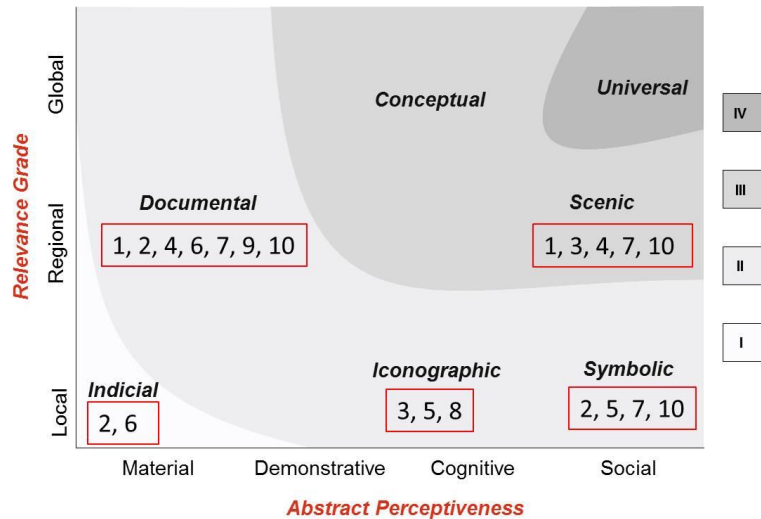 Global
Conceptual
Universal
IV
III
Relevance Grade
Regional
Documental
1, 2, 4, 6, 7, 9, 10
Scenic
1, 3, 4, 7, 10
II
I
Local
Indicial
2, 6
Iconographic
3, 5, 8
Symbolic
2, 5, 7, 10
Material
Demonstrative
Cognitive
Social
Abstract Perceptiveness